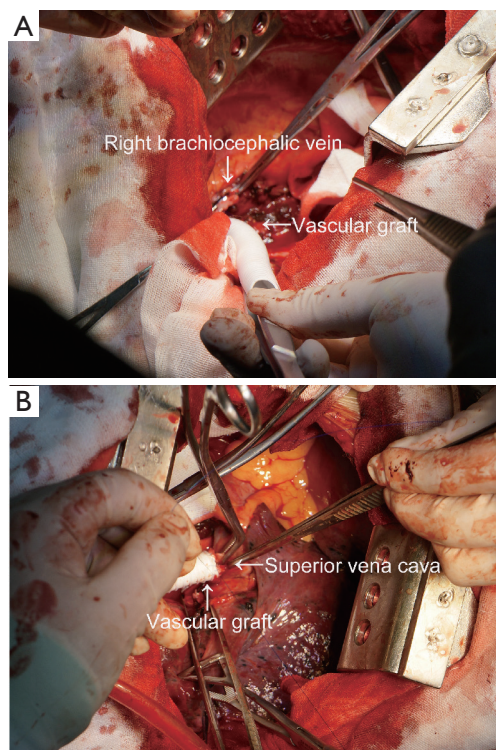 A
Right brachiocephalic vein
Vascular graft
B
Superior vena cava
Vascular graft